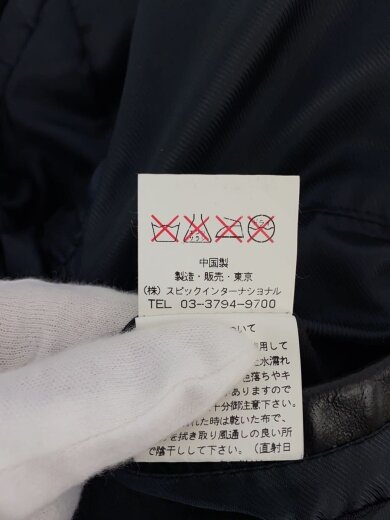 中国製
製造・販売・東京
(株) スピックインターナショナル
TEL 03-3794-9700
ついて
用して
水濡れ
色落ちやキ
ありますので
十分御注意下さい。
れた時は乾いた布で、
を拭き取り風通しの良い所
で陰干しして下さい。(直射日